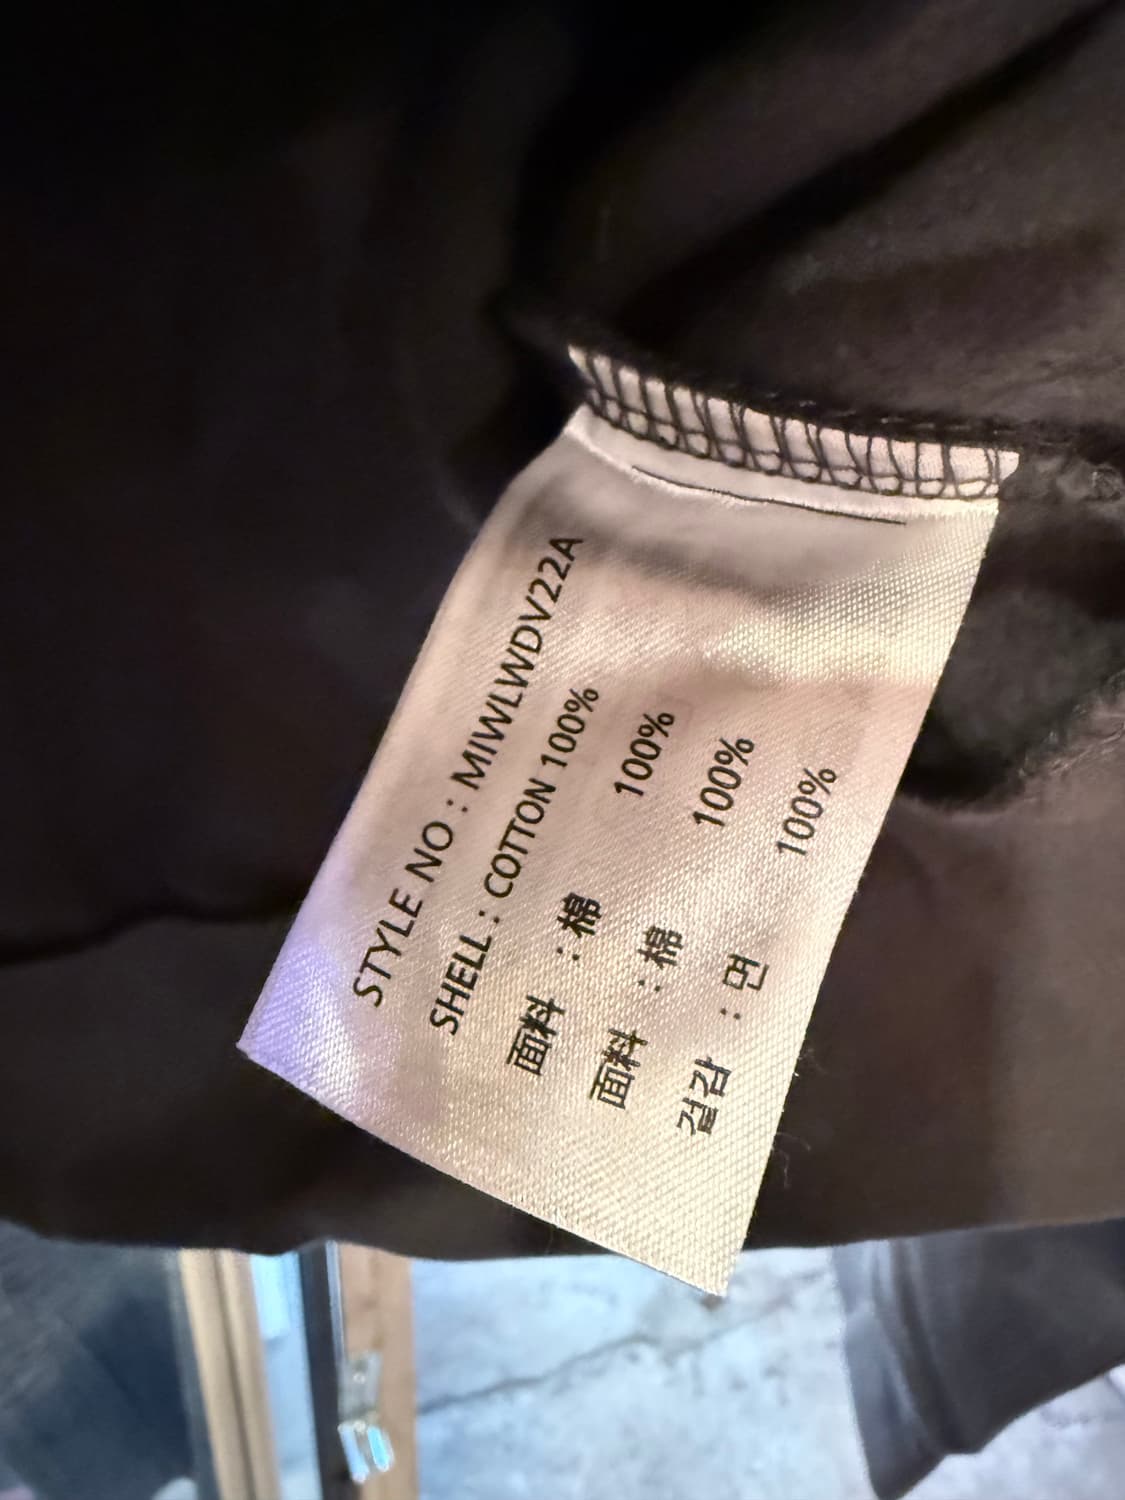 STYLE NO : MIWLWDV22A
SHELL : COTTON 100%
面料 : 棉 100%
面料 : 棉 100%
겉감 : 면 100%